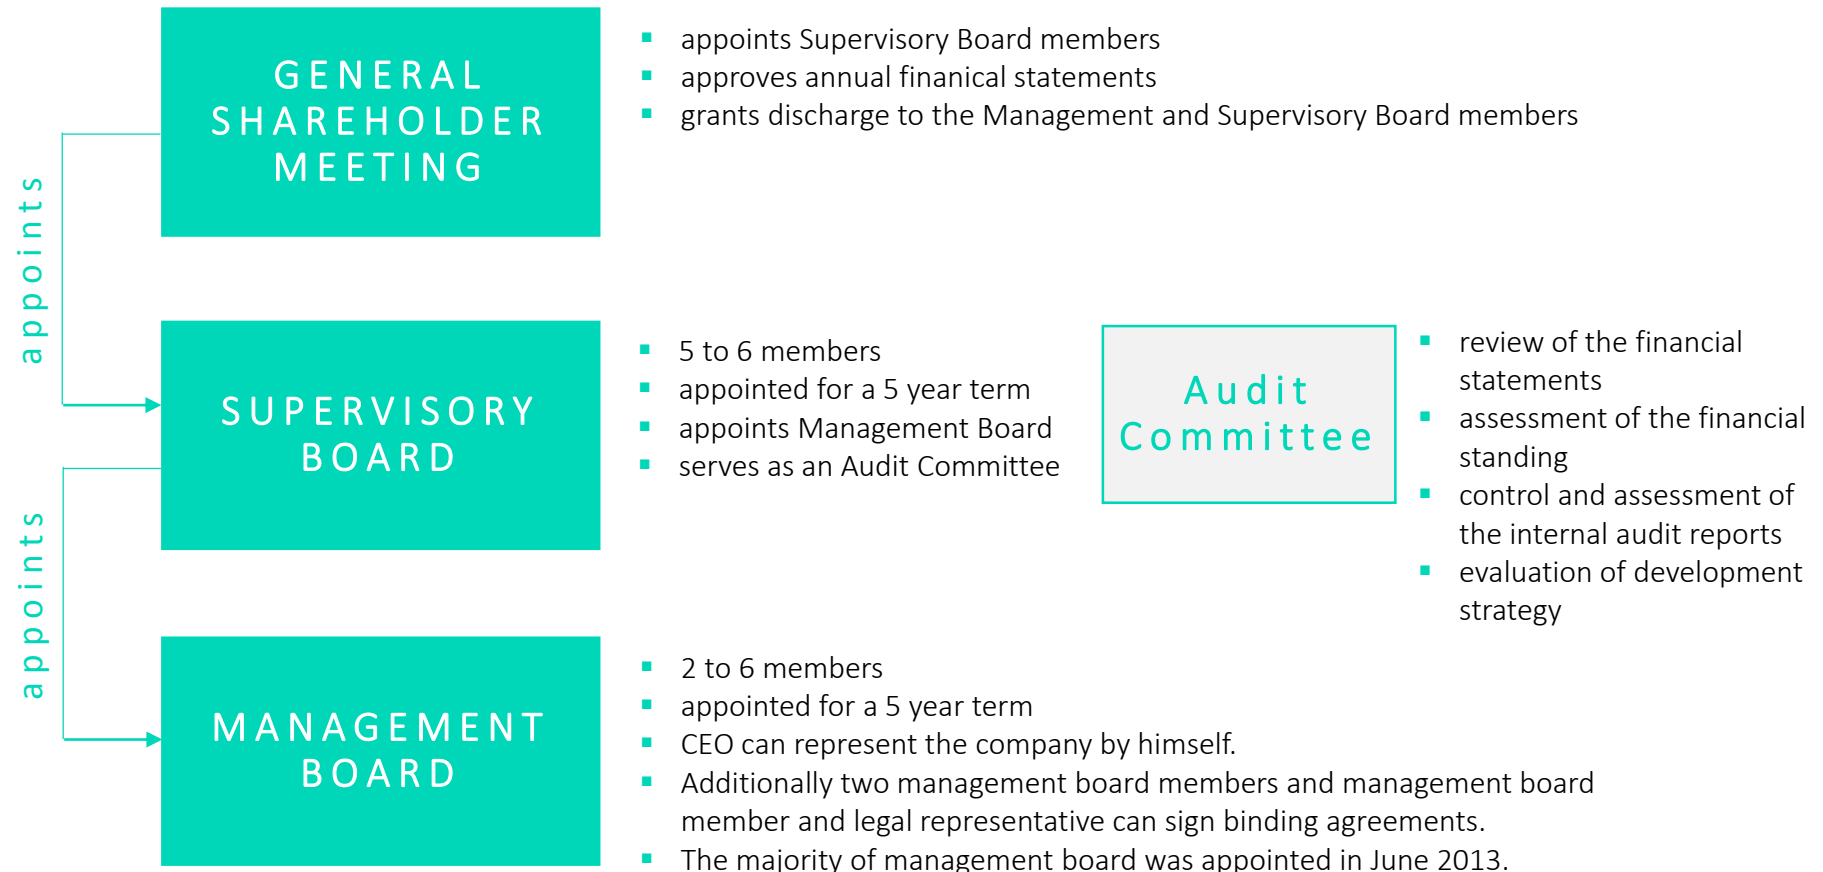 GENERAL
SHAREHOLDER
MEETING
appoints Supervisory Board members
approves annual finanical statements
grants discharge to the Management and Supervisory Board members
appoints
SUPERVISORY
BOARD
5 to 6 members
appointed for a 5 year term
appoints Management Board
serves as an Audit Committee
Audit
Committee
review of the financial
statements
assessment of the financial
standing
control and assessment of
the internal audit reports
evaluation of development
strategy
appoints
MANAGEMENT
BOARD
2 to 6 members
appointed for a 5 year term
CEO can represent the company by himself.
Additionally two management board members and management board
member and legal representative can sign binding agreements.
The majority of management board was appointed in June 2013.